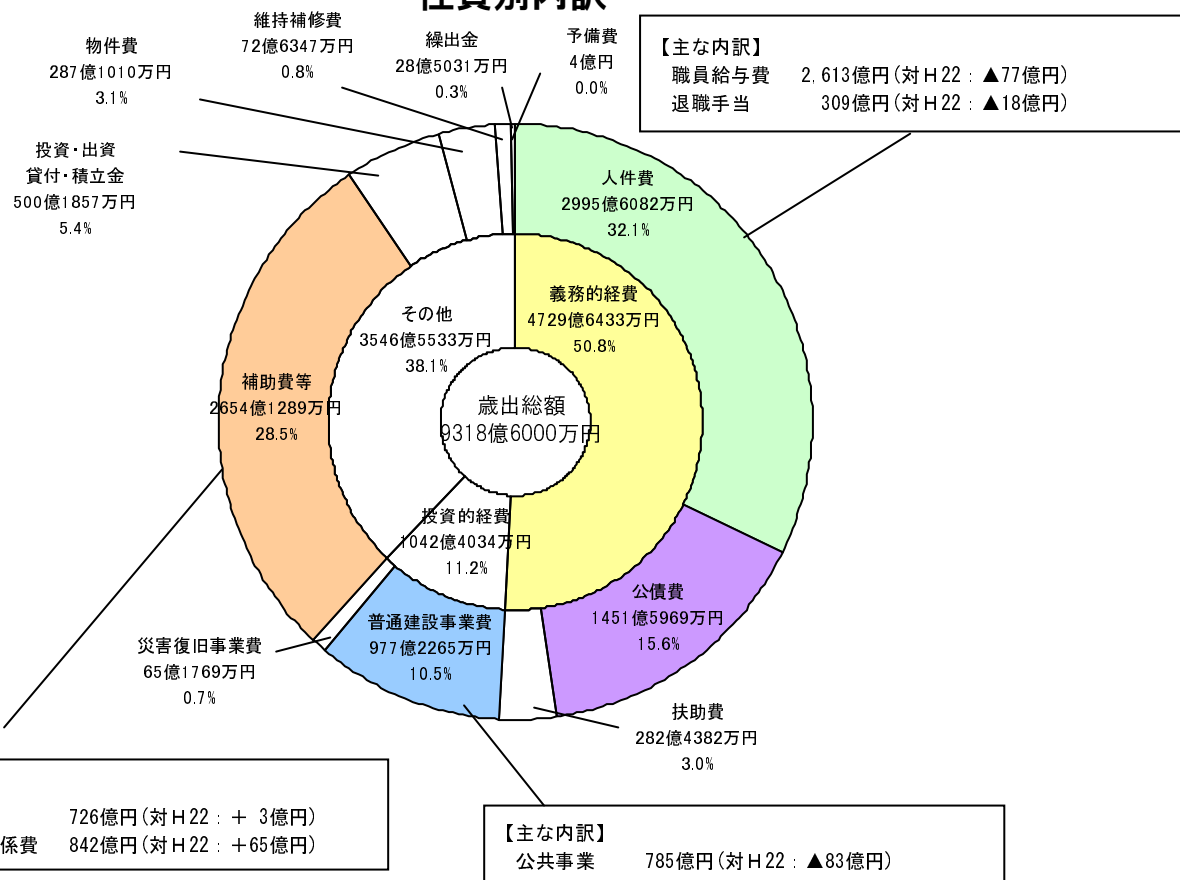 性質別内訳
維持補修費
72億6347万円
0.8%
物件費
287億1010万円
3.1%
繰出金
28億5031万円
0.3%
予備費
4億円
0.0%
【主な内訳】
職員給与費 2,613億円(対H22:▲77億円)
退職手当 309億円(対H22:▲18億円)
投資・出資
貸付・積立金
500億1857万円
5.4%
人件費
2995億6082万円
32.1%
義務的経費
4729億6433万円
50.8%
その他
3546億5533万円
38.1%
補助費等
2654億1289万円
28.5%
歳出総額
9318億6000万円
投資的経費
1042億4034万円
11.2%
公債費
1451億5969万円
15.6%
普通建設事業費
977億2265万円
10.5%
災害復旧事業費
65億1769万円
0.7%
扶助費
282億4382万円
3.0%
726億円(対H22:+ 3億円)
係費 842億円(対H22:+65億円)
【主な内訳】
公共事業 785億円(対H22:▲83億円)